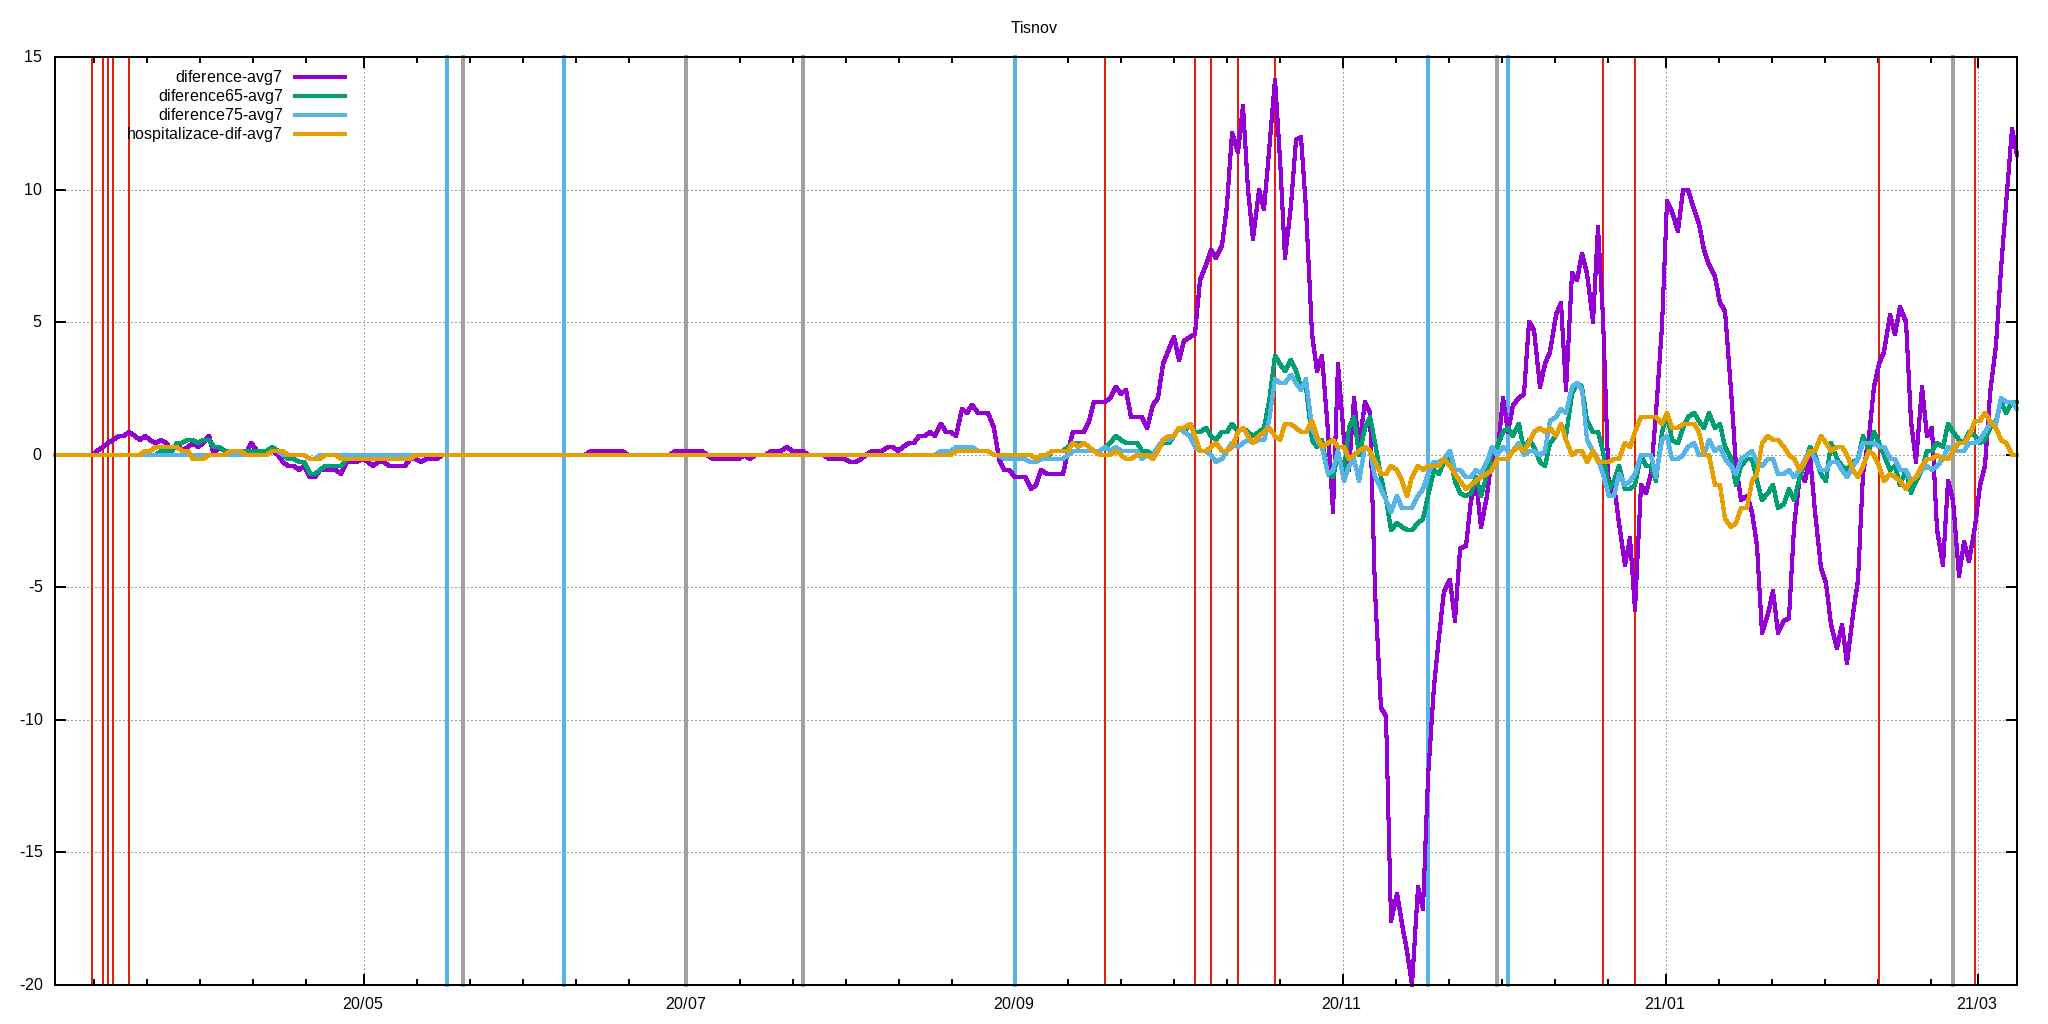 Tisnov
15
10
5
0
-5
-10
-15
-20
diference-avg7
diference65-avg7
diference75-avg7
hospitalizace-dif-avg7
20/05
20/07
20/09
20/11
21/01
21/03